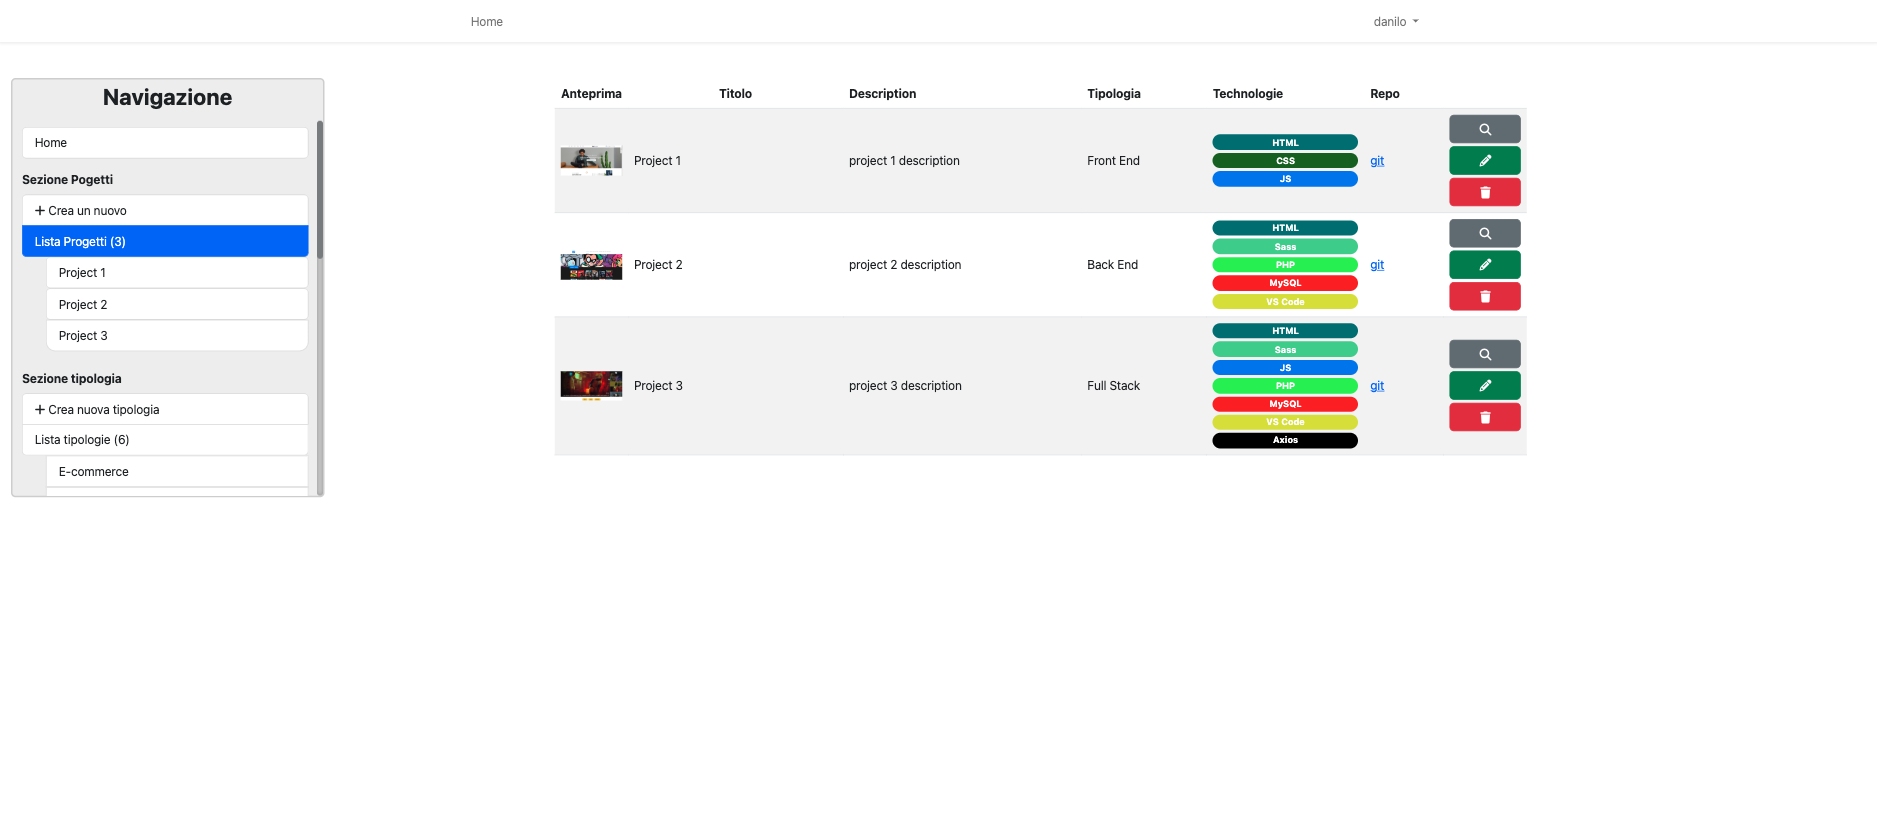 Home
danilo
Navigazione
Home
Sezione Pogetti
Crea un nuovo
Lista Progetti (3)
Project 1
Project 2
Project 3
Sezione tipologia
Crea nuova tipologia
Lista tipologie (6)
E-commerce
Anteprima Titolo Description Tipologia Technologie Repo
Project 1 project 1 description Front End git
HTML
CSS
JS
Project 2 project 2 description Back End git
HTML
Sass
PHP
MySQL
VS Code
Project 3 project 3 description Full Stack git
HTML
Sass
JS
PHP
MySQL
VS Code
Axios